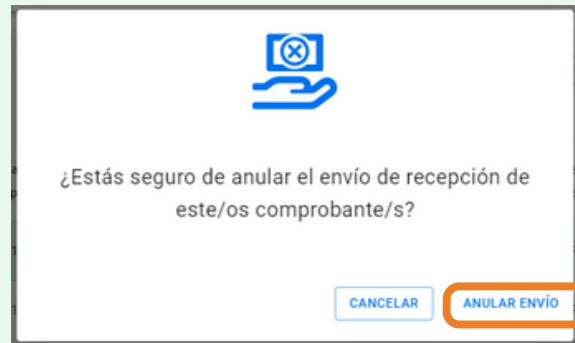 ¿Estás seguro de anular el envío de recepción de
este/os comprobante/s?
CANCELAR
ANULAR ENVÍO